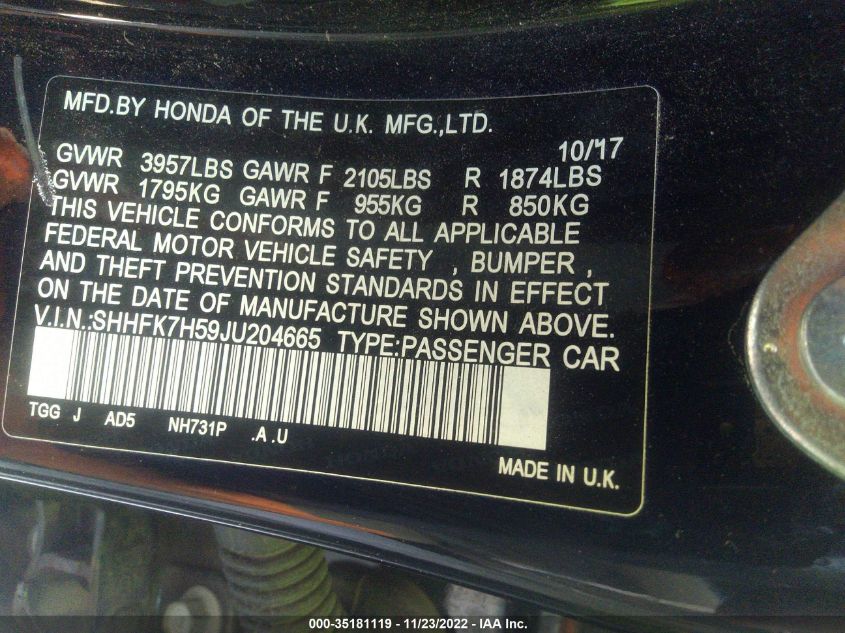 MFD.BY HONDA OF THE U.K. MFG.,LTD.
10/17
GVWR 3957LBS GAWR F 2105LBS R 1874LBS
GVWR 1795KG GAWR F 955KG R 850KG
THIS VEHICLE CONFORMS TO ALL APPLICABLE
FEDERAL MOTOR VEHICLE SAFETY , BUMPER ,
AND THEFT PREVENTION STANDARDS IN EFFECT
ON THE DATE OF MANUFACTURE SHOWN ABOVE.
V.I.N.:SHHFK7H59JU204665 TYPE:PASSENGER CAR
TGG J AD5 NH731P .A .U
MADE IN U.K.
000-35181119 - 11/23/2022 - IAA Inc.